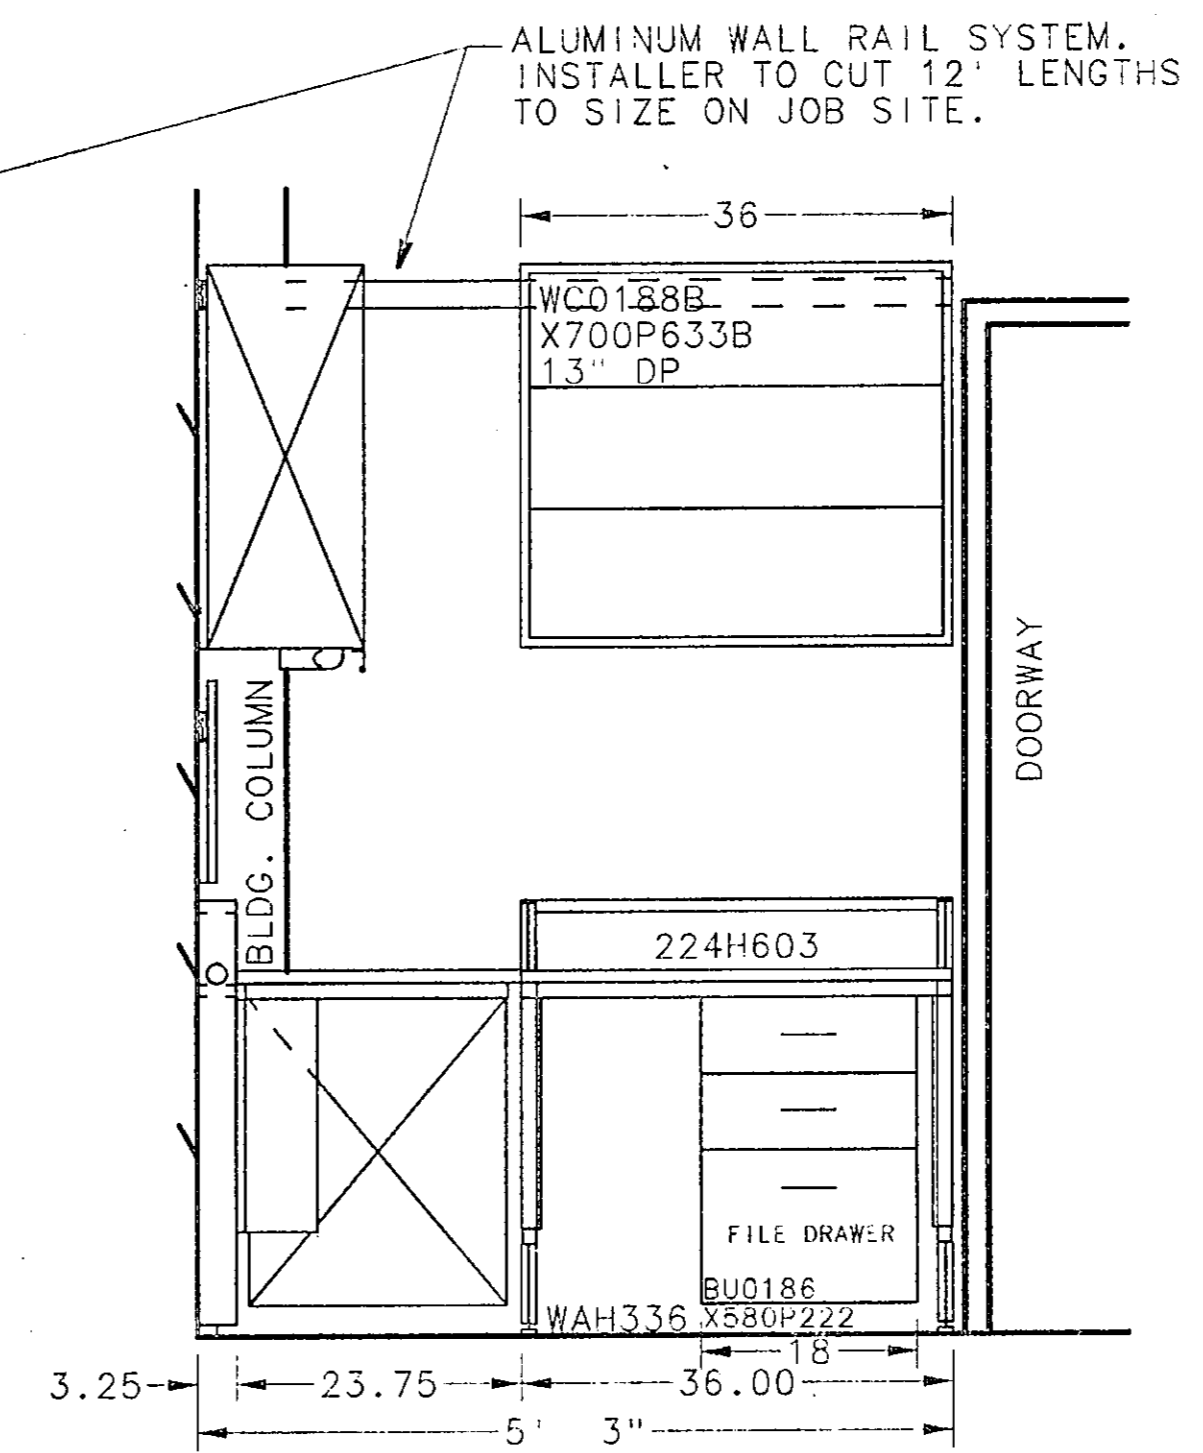 ALUMINUM WALL RAIL SYSTEM.
INSTALLER TO CUT 12' LENGTHS
TO SIZE ON JOB SITE.
36
WC0188B
X700P633B
13" DP
DOORWAY
BLDG. COLUMN
224H603
FILE DRAWER
BU0186
WAH336 X580P222
18
3.25 23.75 36.00
5' 3"